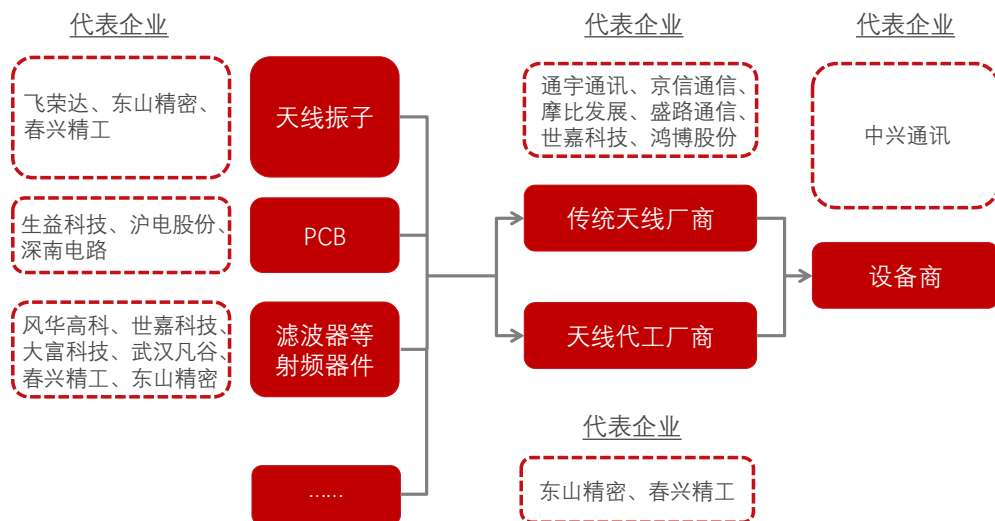 代表企业
飞荣达、东山精密、
春兴精工
天线振子
生益科技、沪电股份、
深南电路
PCB
风华高科、世嘉科技、
大富科技、武汉凡谷、
春兴精工、东山精密
滤波器等
射频器件
……
代表企业
通宇通讯、京信通信、
摩比发展、盛路通信、
世嘉科技、鸿博股份
传统天线厂商
天线代工厂商
代表企业
东山精密、春兴精工
代表企业
中兴通讯
设备商